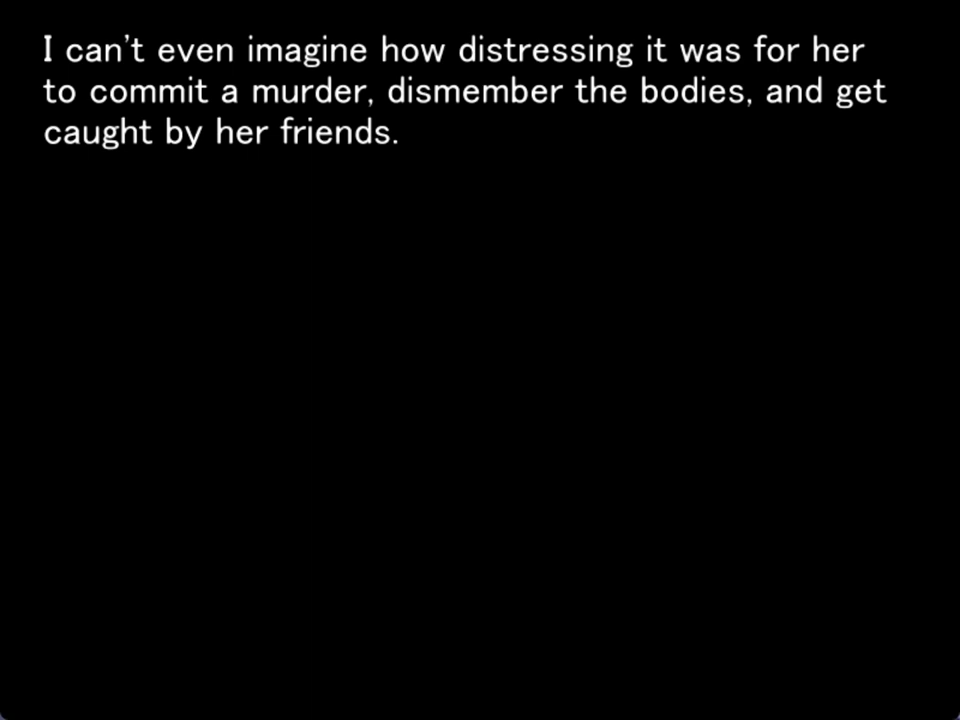 I can't even imagine how distressing it was for her
to commit a murder, dismember the bodies, and get
caught by her friends.